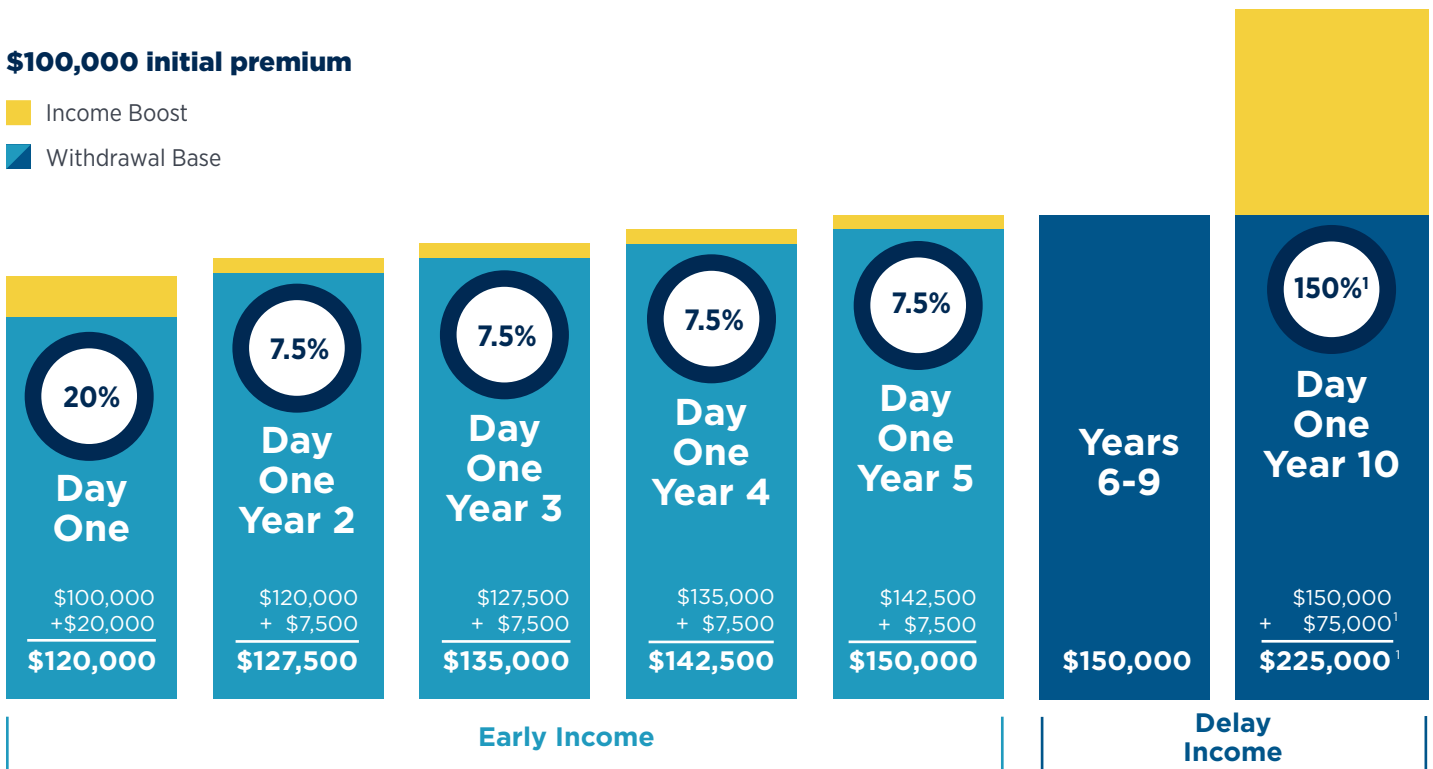 $100,000 initial premium
Income Boost
Withdrawal Base
20%
Day
One
$100,000
+$20,000
$120,000
7.5%
Day
One
Year 2
$120,000
+ $7,500
$127,500
7.5%
Day
One
Year 3
$127,500
+ $7,500
$135,000
7.5%
Day
One
Year 4
$135,000
+ $7,500
$142,500
7.5%
Day
One
Year 5
$142,500
+ $7,500
$150,000
Years
6-9
$150,000
150%¹
Day
One
Year 10
$150,000
+ $75,000¹
$225,000¹
Early Income
Delay
Income